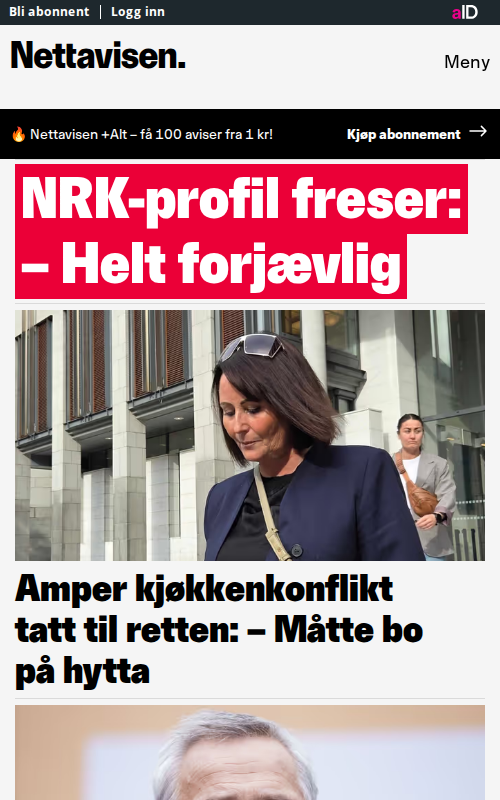 Bli abonnent | Logg inn
aID
Nettavisen.
Meny
🔥 Nettavisen +Alt – få 100 aviser fra 1 kr!
Kjøp abonnement →
NRK-profil freser:
– Helt forjævlig
Amper kjøkkenkonflikt
tatt til retten: – Måtte bo
på hytta